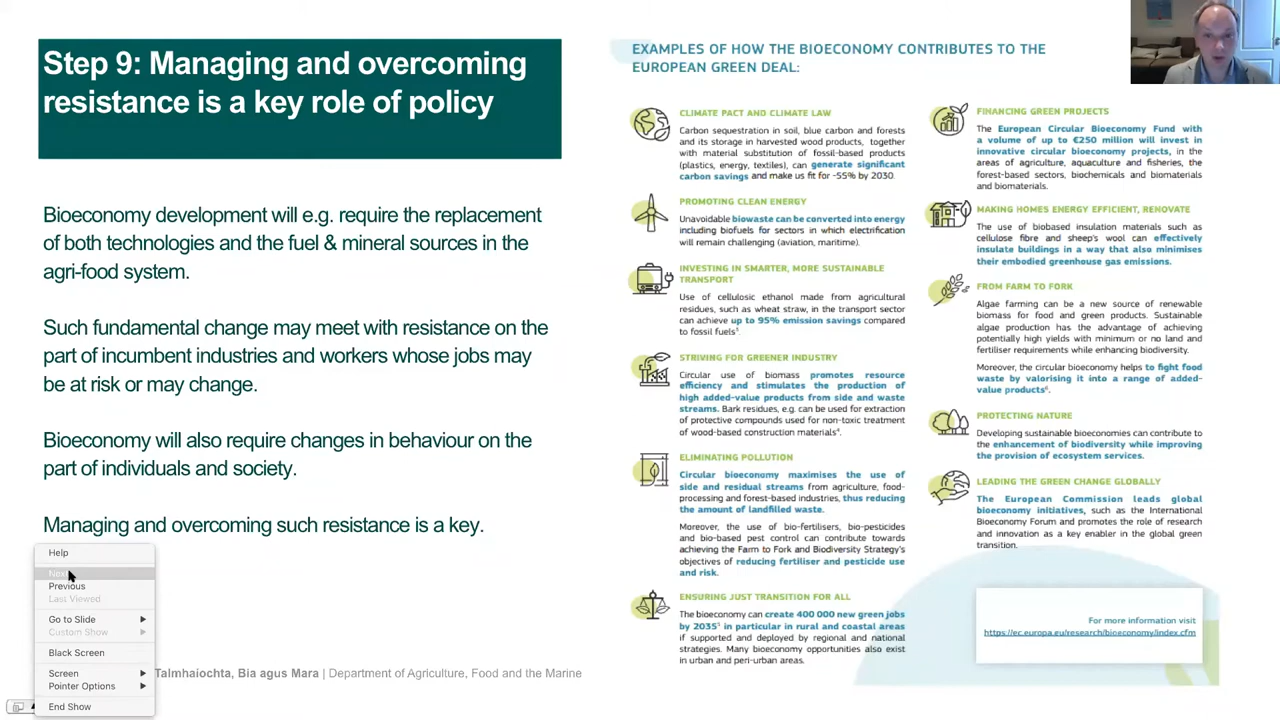 Step 9: Managing and overcoming
resistance is a key role of policy
Bioeconomy development will e.g. require the replacement
of both technologies and the fuel & mineral sources in the
agri-food system.
Such fundamental change may meet with resistance on the
part of incumbent industries and workers whose jobs may
be at risk or may change.
Bioeconomy will also require changes in behaviour on the
part of individuals and society.
Managing and overcoming such resistance is a key.
Help
Next
Previous
Last Viewed
Go to Slide
Custom Show
Black Screen
Screen
Pointer Options
End Show
Talmhaíochta, Bia agus Mara | Department of Agriculture, Food and the Marine
EXAMPLES OF HOW THE BIOECONOMY CONTRIBUTES TO THE
EUROPEAN GREEN DEAL:
CLIMATE PACT AND CLIMATE LAW
Carbon sequestration in soil, blue carbon and forests
and its storage in harvested wood products, together
with material substitution of fossil-based products
(plastics, energy, textiles), can generate significant
carbon savings and make us fit for -55% by 2030.
PROMOTING CLEAN ENERGY
Unavoidable biowaste can be converted into energy
including biofuels for sectors in which electrification
will remain challenging (aviation, maritime).
INVESTING IN SMARTER, MORE SUSTAINABLE
TRANSPORT
Use of cellulosic ethanol made from agricultural
residues, such as wheat straw, in the transport sector
can achieve up to 95% emission savings compared
to fossil fuels³.
STRIVING FOR GREENER INDUSTRY
Circular use of biomass promotes resource
efficiency and stimulates the production of
high added-value products from side and waste
streams. Bark residues, e.g. can be used for extraction
of protective compounds used for non-toxic treatment
of wood-based construction materials⁴.
ELIMINATING POLLUTION
Circular bioeconomy maximises the use of
side and residual streams from agriculture, food-
processing and forest-based industries, thus reducing
the amount of landfilled waste.
Moreover, the use of bio-fertilisers, bio-pesticides
and bio-based pest control can contribute towards
achieving the Farm to Fork and Biodiversity Strategy's
objectives of reducing fertiliser and pesticide use
and risk.
ENSURING JUST TRANSITION FOR ALL
The bioeconomy can create 400 000 new green jobs
by 2035⁵ in particular in rural and coastal areas
if supported and deployed by regional and national
strategies. Many bioeconomy opportunities also exist
in urban and peri-urban areas.
FINANCING GREEN PROJECTS
The European Circular Bioeconomy Fund with
a volume of up to €250 million will invest in
innovative circular bioeconomy projects, in the
areas of agriculture, aquaculture and fisheries, the
forest-based sectors, biochemicals and biomaterials
and biomaterials.
MAKING HOMES ENERGY EFFICIENT, RENOVATE
The use of biobased insulation materials such as
cellulose fibre and sheep's wool can effectively
insulate buildings in a way that also minimises
their embodied greenhouse gas emissions.
FROM FARM TO FORK
Algae farming can be a new source of renewable
biomass for food and green products. Sustainable
algae production has the advantage of achieving
potentially high yields with minimum or no land and
fertiliser requirements while enhancing biodiversity.
Moreover, the circular bioeconomy helps to fight food
waste by valorising it into a range of added-
value products⁶.
PROTECTING NATURE
Developing sustainable bioeconomies can contribute to
the enhancement of biodiversity while improving
the provision of ecosystem services.
LEADING THE GREEN CHANGE GLOBALLY
The European Commission leads global
bioeconomy initiatives, such as the International
Bioeconomy Forum and promotes the role of research
and innovation as a key enabler in the global green
transition.
For more information visit
https://ec.europa.eu/research/bioeconomy/index.cfm